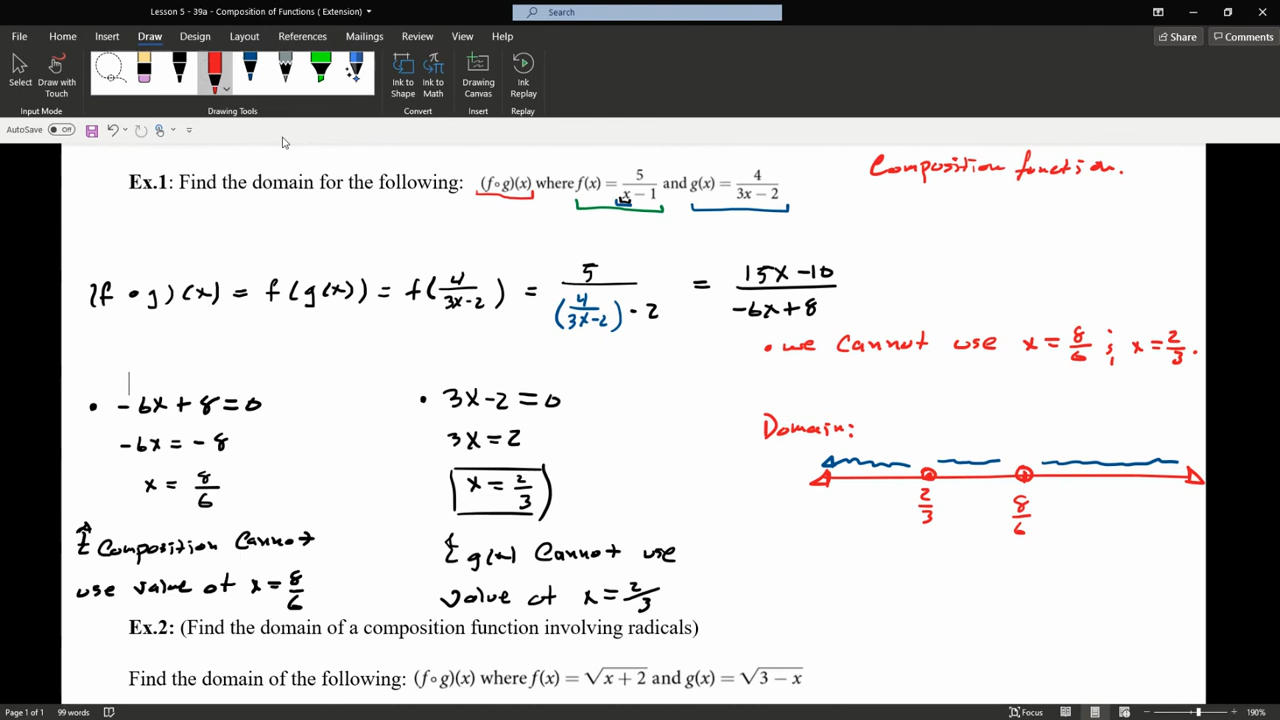 Lesson 5 - 39a - Composition of Functions ( Extension)
Search
File Home Insert Draw Design Layout References Mailings Review View Help
Share Comments
Select Draw with Touch Ink to Shape Ink to Math Drawing Canvas Ink Replay
Input Mode Drawing Tools Convert Insert Replay
AutoSave Off
Composition function.
Ex.1: Find the domain for the following: (f∘g)(x) where f(x) = 5/(x − 1) and g(x) = 4/(3x − 2)
(f ∘ g)(x) = f(g(x)) = f(4/(3x-2)) = 5/((4/(3x-2)) - 2) = (15x-10)/(-6x+8)
• we cannot use x = 8/6 ; x = 2/3.
• -6x + 8 = 0
-6x = -8
x = 8/6
Composition cannot
use value at x = 8/6
• 3x-2 = 0
3x = 2
x = 2/3
g(x) cannot use
value at x = 2/3
Domain:
2/3 8/6
Ex.2: (Find the domain of a composition function involving radicals)
Find the domain of the following: (f∘g)(x) where f(x) = √(x + 2) and g(x) = √(3 − x)
Page 1 of 1 99 words Focus 190%